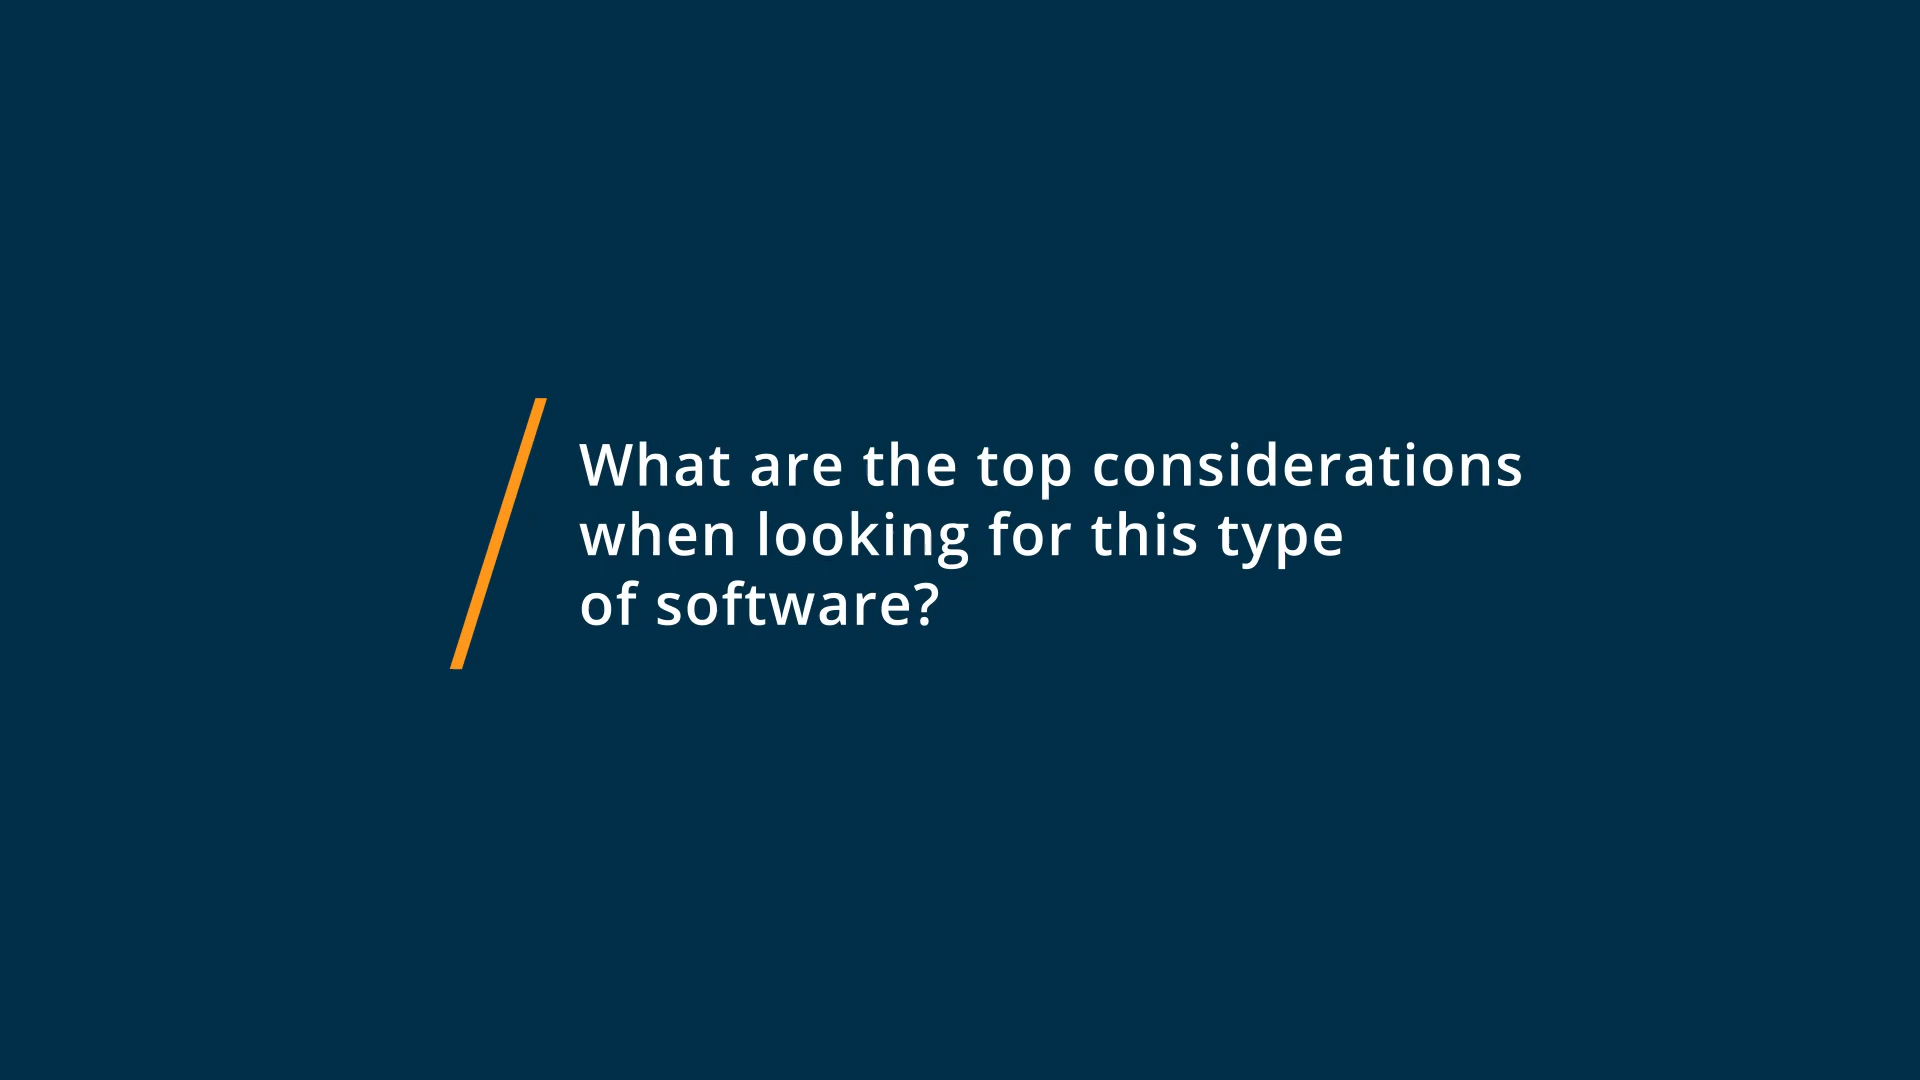 What are the top considerations
when looking for this type
of software?